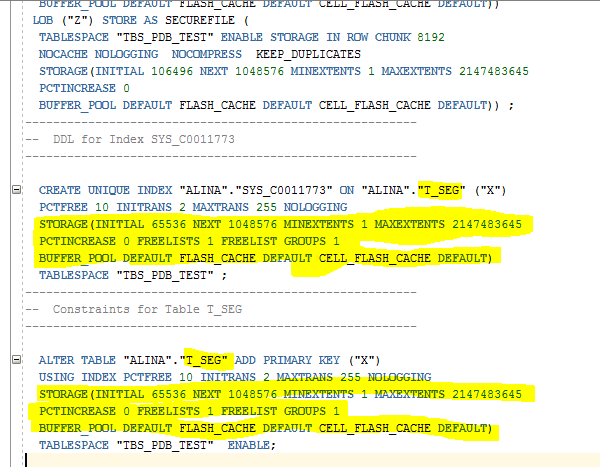 BUFFER_POOL DEFAULT FLASH_CACHE DEFAULT CELL_FLASH_CACHE DEFAULT))
LOB ("Z") STORE AS SECUREFILE (
TABLESPACE "TBS_PDB_TEST" ENABLE STORAGE IN ROW CHUNK 8192
NOCACHE NOLOGGING NOCOMPRESS KEEP_DUPLICATES
STORAGE(INITIAL 106496 NEXT 1048576 MINEXTENTS 1 MAXEXTENTS 2147483645
PCTINCREASE 0
BUFFER_POOL DEFAULT FLASH_CACHE DEFAULT CELL_FLASH_CACHE DEFAULT)) ;
--------------------------------------------------------
-- DDL for Index SYS_C0011773
--------------------------------------------------------
CREATE UNIQUE INDEX "ALINA"."SYS_C0011773" ON "ALINA"."T_SEG" ("X")
PCTFREE 10 INITRANS 2 MAXTRANS 255 NOLOGGING
STORAGE(INITIAL 65536 NEXT 1048576 MINEXTENTS 1 MAXEXTENTS 2147483645
PCTINCREASE 0 FREELISTS 1 FREELIST GROUPS 1
BUFFER_POOL DEFAULT FLASH_CACHE DEFAULT CELL_FLASH_CACHE DEFAULT)
TABLESPACE "TBS_PDB_TEST" ;
--------------------------------------------------------
-- Constraints for Table T_SEG
--------------------------------------------------------
ALTER TABLE "ALINA"."T_SEG" ADD PRIMARY KEY ("X")
USING INDEX PCTFREE 10 INITRANS 2 MAXTRANS 255 NOLOGGING
STORAGE(INITIAL 65536 NEXT 1048576 MINEXTENTS 1 MAXEXTENTS 2147483645
PCTINCREASE 0 FREELISTS 1 FREELIST GROUPS 1
BUFFER_POOL DEFAULT FLASH_CACHE DEFAULT CELL_FLASH_CACHE DEFAULT)
TABLESPACE "TBS_PDB_TEST" ENABLE;